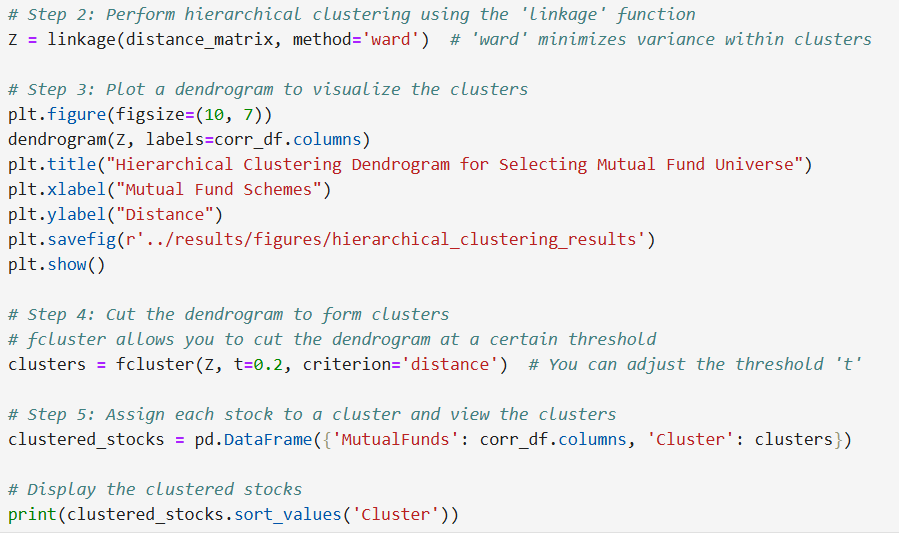 # Step 2: Perform hierarchical clustering using the 'linkage' function
Z = linkage(distance_matrix, method='ward')  # 'ward' minimizes variance within clusters

# Step 3: Plot a dendrogram to visualize the clusters
plt.figure(figsize=(10, 7))
dendrogram(Z, labels=corr_df.columns)
plt.title("Hierarchical Clustering Dendrogram for Selecting Mutual Fund Universe")
plt.xlabel("Mutual Fund Schemes")
plt.ylabel("Distance")
plt.savefig(r'../results/figures/hierarchical_clustering_results')
plt.show()

# Step 4: Cut the dendrogram to form clusters
# fcluster allows you to cut the dendrogram at a certain threshold
clusters = fcluster(Z, t=0.2, criterion='distance')  # You can adjust the threshold 't'

# Step 5: Assign each stock to a cluster and view the clusters
clustered_stocks = pd.DataFrame({'MutualFunds': corr_df.columns, 'Cluster': clusters})

# Display the clustered stocks
print(clustered_stocks.sort_values('Cluster'))